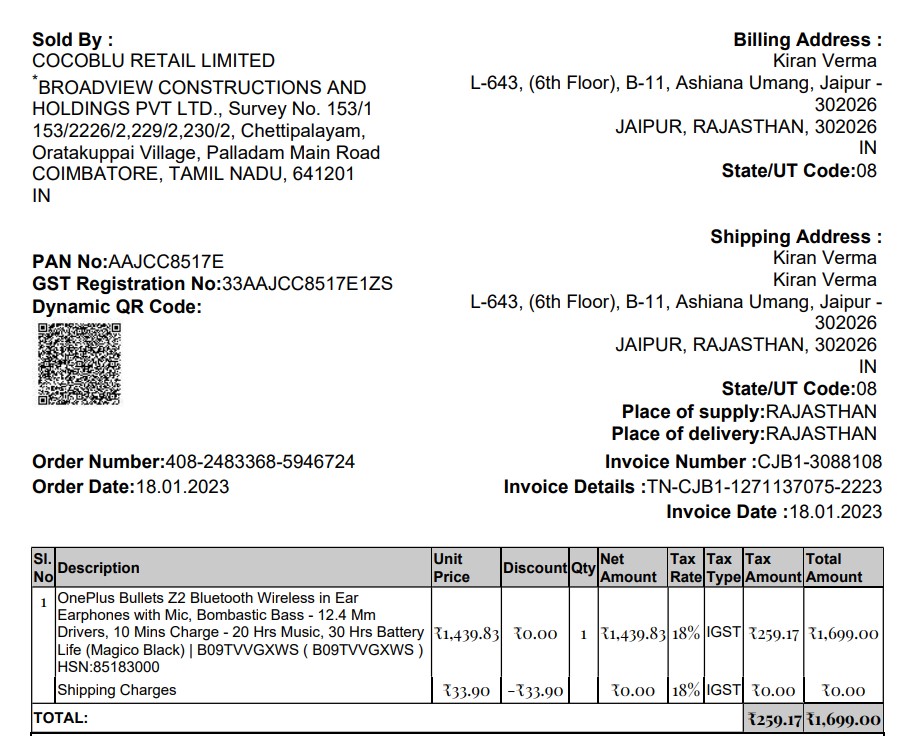 Sold By :
COCOBLU RETAIL LIMITED
*BROADVIEW CONSTRUCTIONS AND
HOLDINGS PVT LTD., Survey No. 153/1
153/2226/2,229/2,230/2, Chettipalayam,
Oratakuppai Village, Palladam Main Road
COIMBATORE, TAMIL NADU, 641201
IN
Billing Address :
Kiran Verma
L-643, (6th Floor), B-11, Ashiana Umang, Jaipur -
302026
JAIPUR, RAJASTHAN, 302026
IN
State/UT Code:08
PAN No:AAJCC8517E
GST Registration No:33AAJCC8517E1ZS
Dynamic QR Code:
Shipping Address :
Kiran Verma
Kiran Verma
L-643, (6th Floor), B-11, Ashiana Umang, Jaipur -
302026
JAIPUR, RAJASTHAN, 302026
IN
State/UT Code:08
Place of supply:RAJASTHAN
Place of delivery:RAJASTHAN
Order Number:408-2483368-5946724
Order Date:18.01.2023
Invoice Number :CJB1-3088108
Invoice Details :TN-CJB1-1271137075-2223
Invoice Date :18.01.2023
Sl. No Description Unit Price Discount Qty Net Amount Tax Rate Tax Type Tax Amount Total Amount
1 OnePlus Bullets Z2 Bluetooth Wireless in Ear
Earphones with Mic, Bombastic Bass - 12.4 Mm
Drivers, 10 Mins Charge - 20 Hrs Music, 30 Hrs Battery
Life (Magico Black) | B09TVVGXWS ( B09TVVGXWS )
HSN:85183000
₹1,439.83 ₹0.00 1 ₹1,439.83 18% IGST ₹259.17 ₹1,699.00
Shipping Charges ₹33.90 -₹33.90 ₹0.00 18% IGST ₹0.00 ₹0.00
TOTAL: ₹259.17 ₹1,699.00